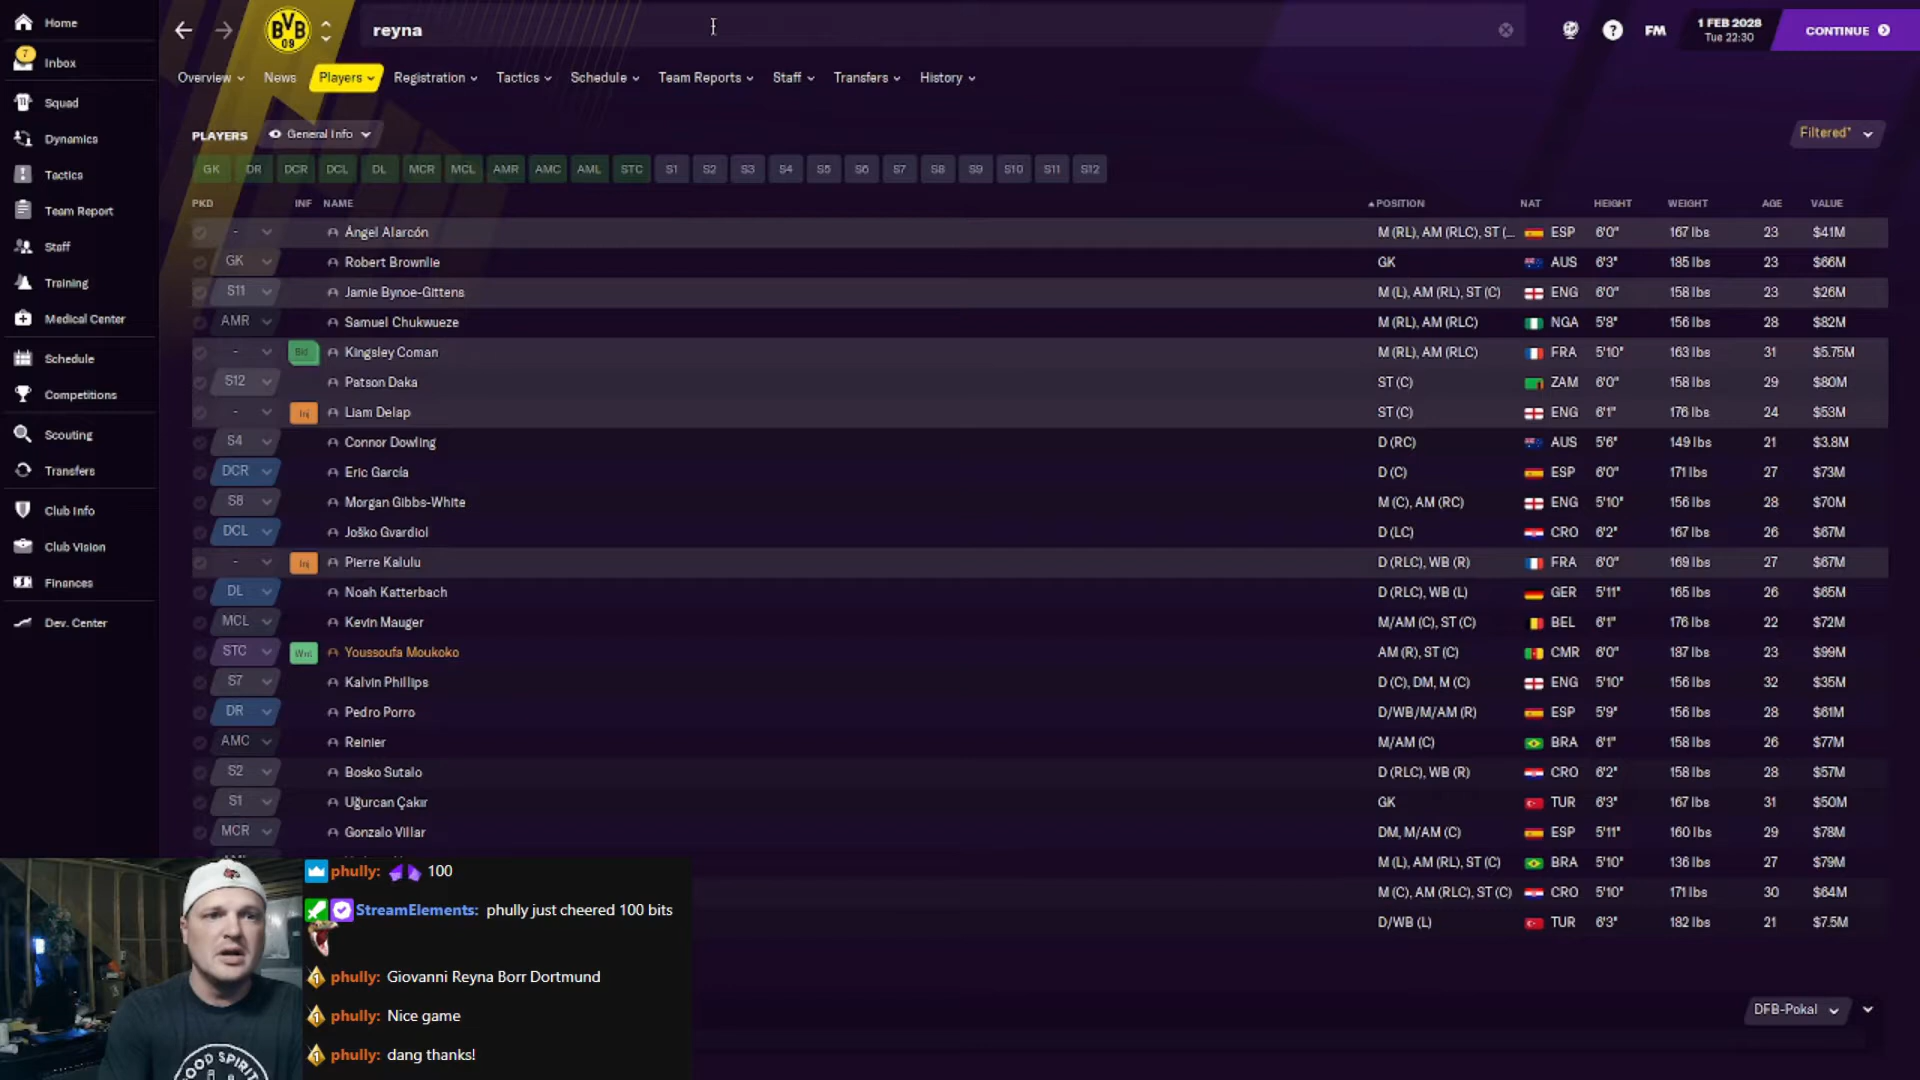 Home
7
Inbox
Squad
Dynamics
Tactics
Team Report
Staff
Training
Medical Center
Schedule
Competitions
Scouting
Transfers
Club Info
Club Vision
Finances
Dev. Center
BVB
09
reyna
FM
1 FEB 2028
Tue 22:30
CONTINUE
Overview News Players Registration Tactics Schedule Team Reports Staff Transfers History
PLAYERS General Info Filtered*
GK DR DCR DCL DL MCR MCL AMR AMC AML STC S1 S2 S3 S4 S5 S6 S7 S8 S9 S10 S11 S12
PKD INF NAME POSITION NAT HEIGHT WEIGHT AGE VALUE
- Ángel Alarcón M (RL), AM (RLC), ST (... ESP 6'0" 167 lbs 23 $41M
GK Robert Brownlie GK AUS 6'3" 185 lbs 23 $66M
S11 Jamie Bynoe-Gittens M (L), AM (RL), ST (C) ENG 6'0" 158 lbs 23 $26M
AMR Samuel Chukwueze M (RL), AM (RLC) NGA 5'8" 156 lbs 28 $82M
- Bid Kingsley Coman M (RL), AM (RLC) FRA 5'10" 163 lbs 31 $5.75M
S12 Patson Daka ST (C) ZAM 6'0" 158 lbs 29 $80M
- Inj Liam Delap ST (C) ENG 6'1" 176 lbs 24 $53M
S4 Connor Dowling D (RC) AUS 5'6" 149 lbs 21 $3.8M
DCR Eric García D (C) ESP 6'0" 171 lbs 27 $73M
S8 Morgan Gibbs-White M (C), AM (RC) ENG 5'10" 156 lbs 28 $70M
DCL Joško Gvardiol D (LC) CRO 6'2" 167 lbs 26 $67M
- Inj Pierre Kalulu D (RLC), WB (R) FRA 6'0" 169 lbs 27 $67M
DL Noah Katterbach D (RLC), WB (L) GER 5'11" 165 lbs 26 $65M
MCL Kevin Mauger M/AM (C), ST (C) BEL 6'1" 176 lbs 22 $72M
STC Wnt Youssoufa Moukoko AM (R), ST (C) CMR 6'0" 187 lbs 23 $99M
S7 Kalvin Phillips D (C), DM, M (C) ENG 5'10" 156 lbs 32 $35M
DR Pedro Porro D/WB/M/AM (R) ESP 5'9" 156 lbs 28 $61M
AMC Reinier M/AM (C) BRA 6'1" 158 lbs 26 $77M
S2 Bosko Sutalo D (RLC), WB (R) CRO 6'2" 158 lbs 28 $57M
S1 Uğurcan Çakır GK TUR 6'3" 167 lbs 31 $50M
MCR Gonzalo Villar DM, M/AM (C) ESP 5'11" 160 lbs 29 $78M
M (L), AM (RL), ST (C) BRA 5'10" 136 lbs 27 $79M
M (C), AM (RLC), ST (C) CRO 5'10" 171 lbs 30 $64M
D/WB (L) TUR 6'3" 182 lbs 21 $7.5M
DFB-Pokal
phully: 100
StreamElements: phully just cheered 100 bits
phully: Giovanni Reyna Borr Dortmund
phully: Nice game
phully: dang thanks!
GOOD SPIRIT